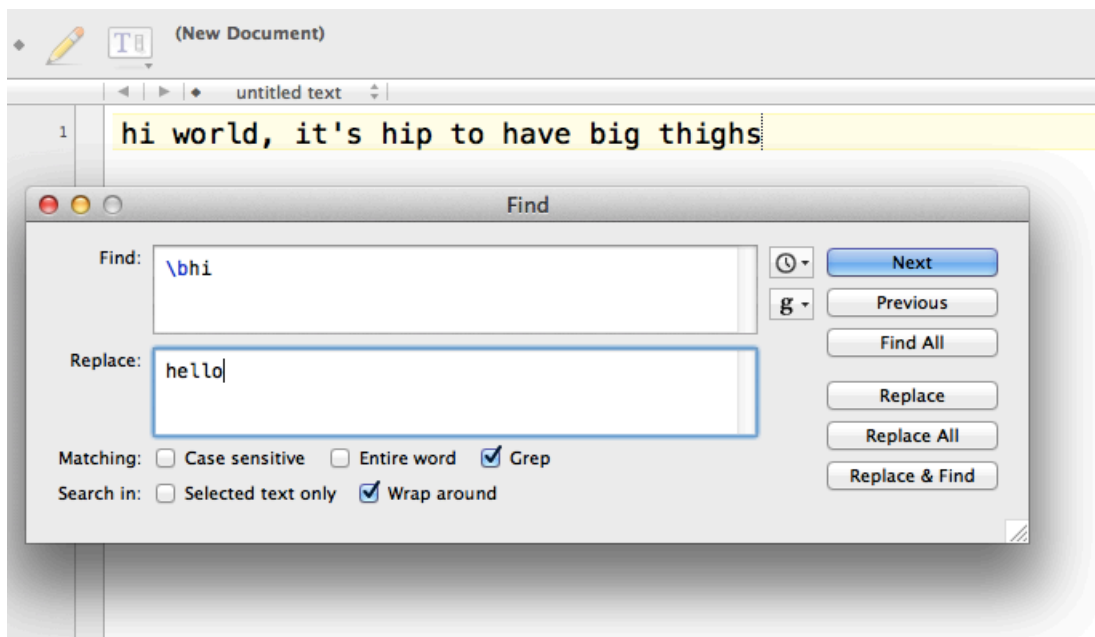 (New Document)
untitled text
1
hi world, it's hip to have big thighs
Find
Find:
\bhi
Next
g
Previous
Find All
Replace:
hello
Replace
Replace All
Matching: Case sensitive Entire word Grep
Replace & Find
Search in: Selected text only Wrap around